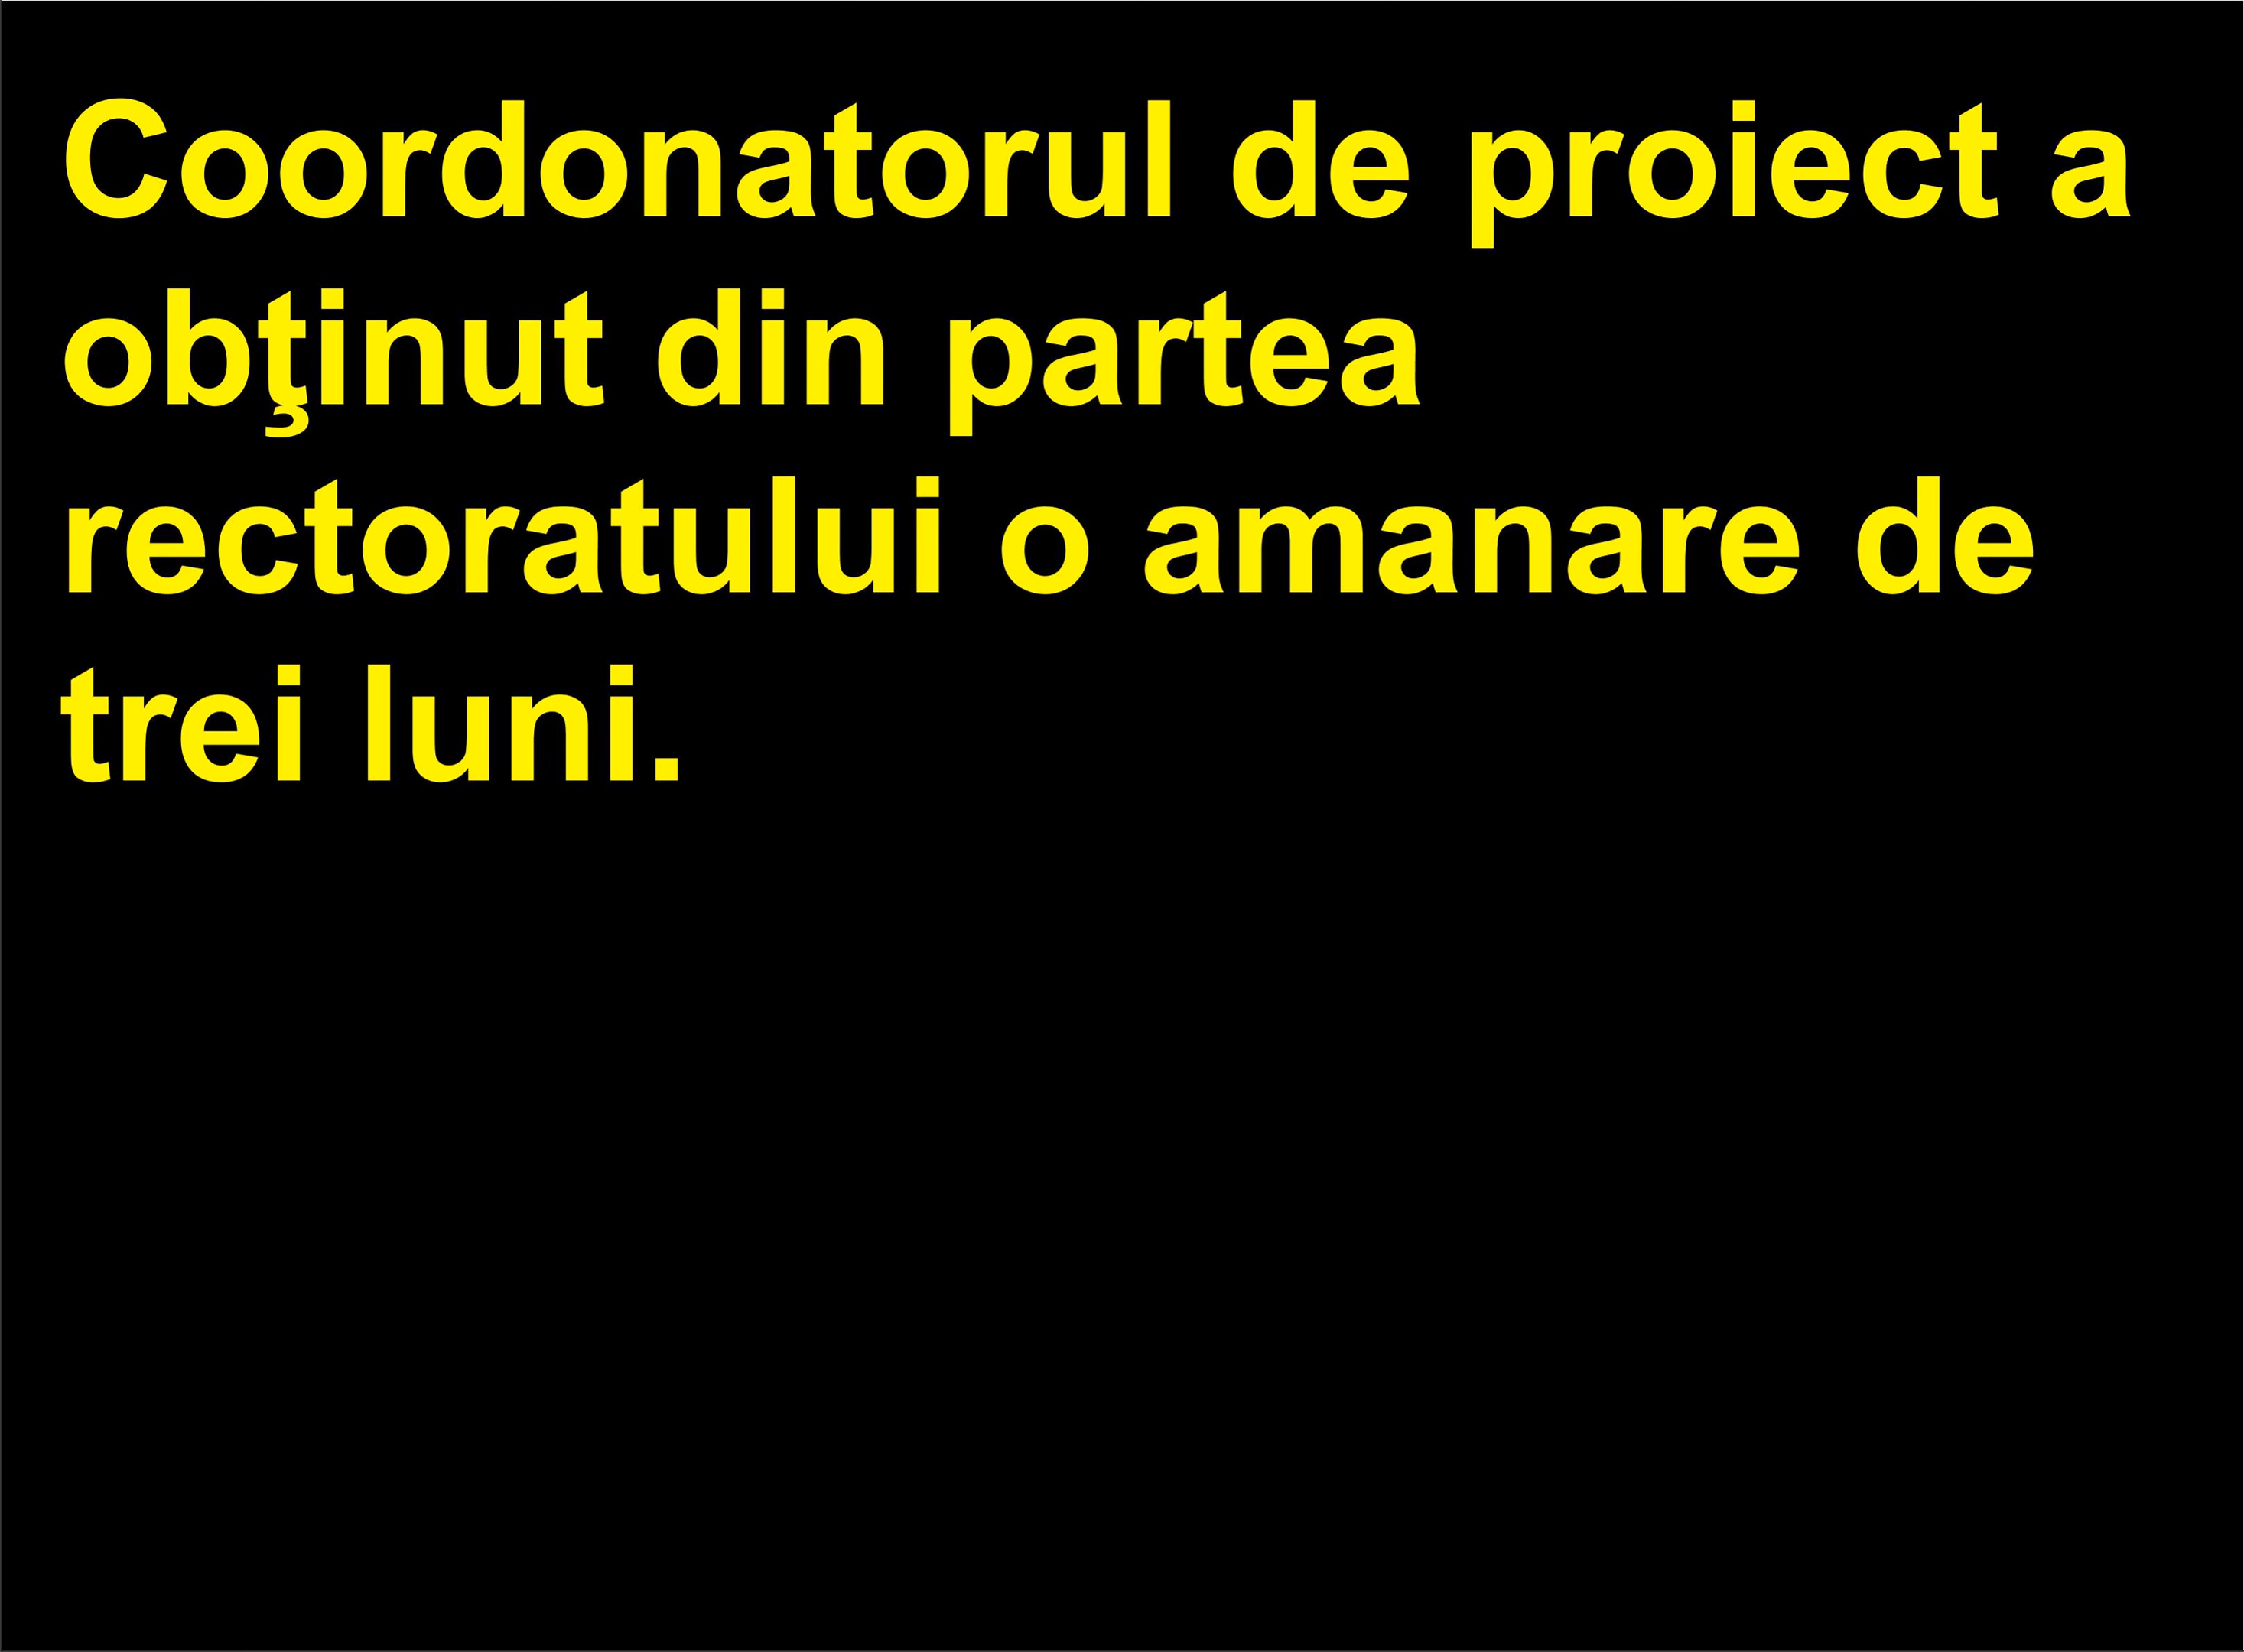 Coordonatorul de proiect a
obţinut din partea
rectoratului o amanare de
trei luni.